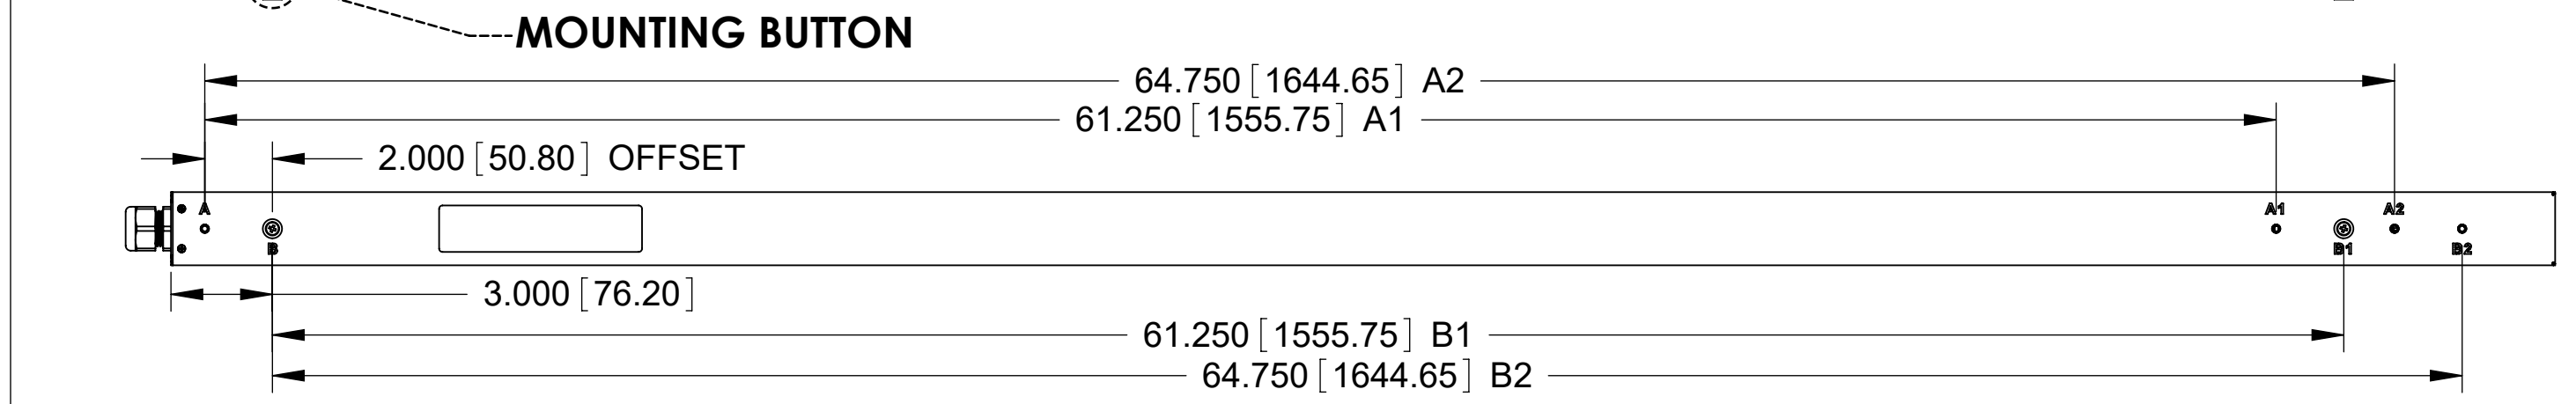 MOUNTING BUTTON
64.750 [1644.65] A2
61.250 [1555.75] A1
2.000 [50.80] OFFSET
A A1 A2
B B1 B2
3.000 [76.20]
61.250 [1555.75] B1
64.750 [1644.65] B2